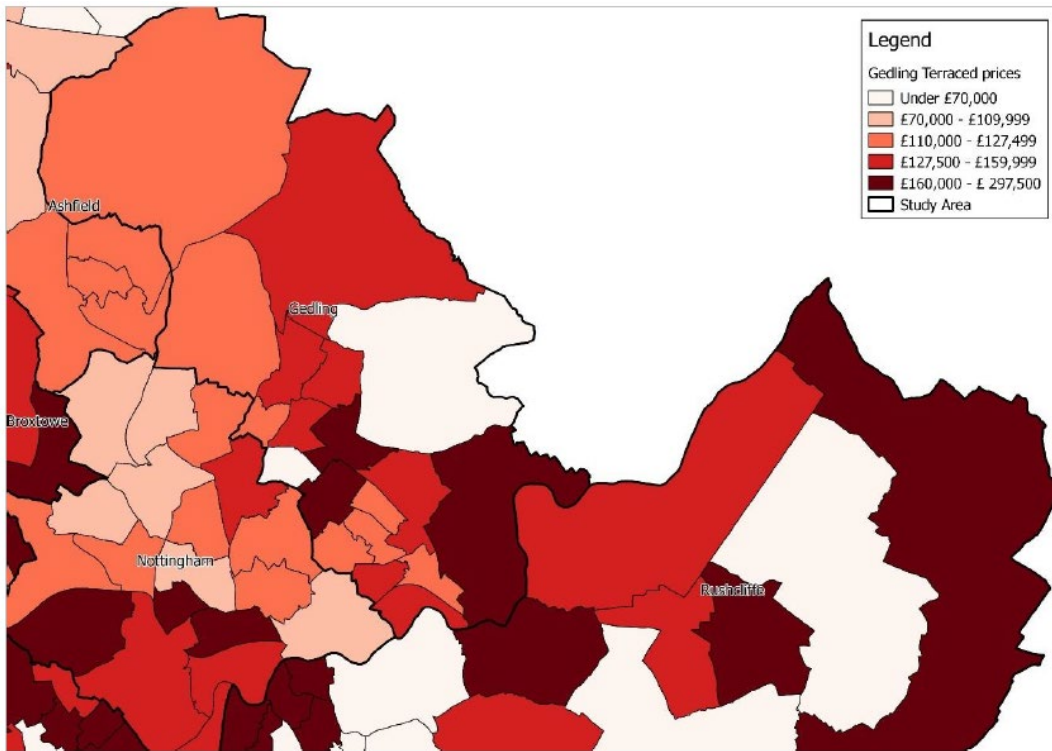 Legend
Gedling Terraced prices
Under £70,000
£70,000 - £109,999
£110,000 - £127,499
£127,500 - £159,999
£160,000 - £ 297,500
Study Area
Ashfield
Gedling
Broxtowe
Nottingham
Rushcliffe